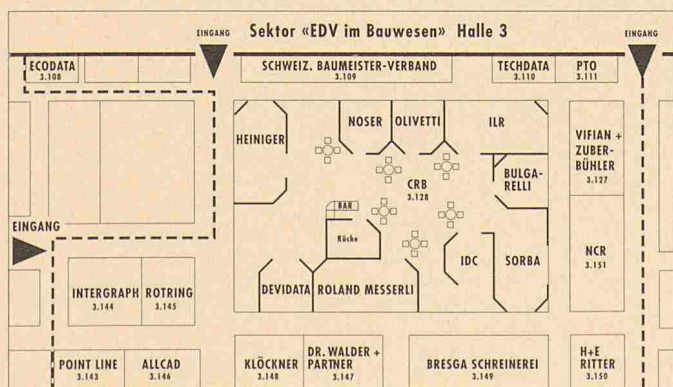 Sektor «EDV im Bauwesen» Halle 3
EINGANG
EINGANG
ECODATA
3.108
SCHWEIZ. BAUMEISTER-VERBAND
3.109
TECHDATA
3.110
PTO
3.111
HEINIGER
NOSER
OLIVETTI
ILR
VIFIAN +
ZUBER-
BÜHLER
3.127
BULGA-
RELLI
CRB
3.128
BAR
Küche
EINGANG
IDC
SORBA
NCR
3.151
INTERGRAPH
3.144
ROTRING
3.145
DEVIDATA
ROLAND MESSERLI
POINT LINE
3.143
ALLCAD
3.146
KLÖCKNER
3.148
DR. WALDER +
PARTNER
3.147
BRESGA SCHREINEREI
3.149
H+E
RITTER
3.150